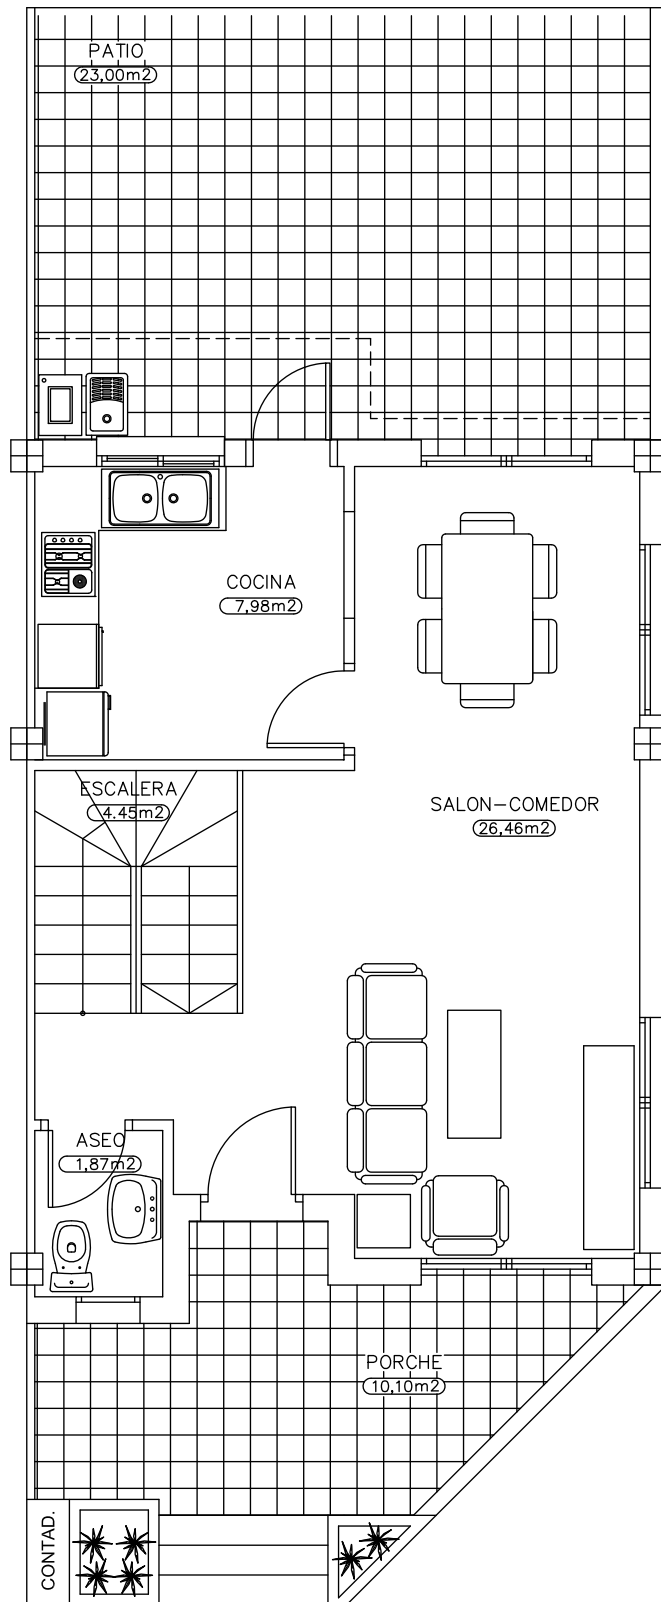 PATIO
23,00m2
COCINA
7,98m2
ESCALERA
4.45m2
SALON-COMEDOR
26,46m2
ASEO
1,87m2
PORCHE
10,10m2
CONTAD.